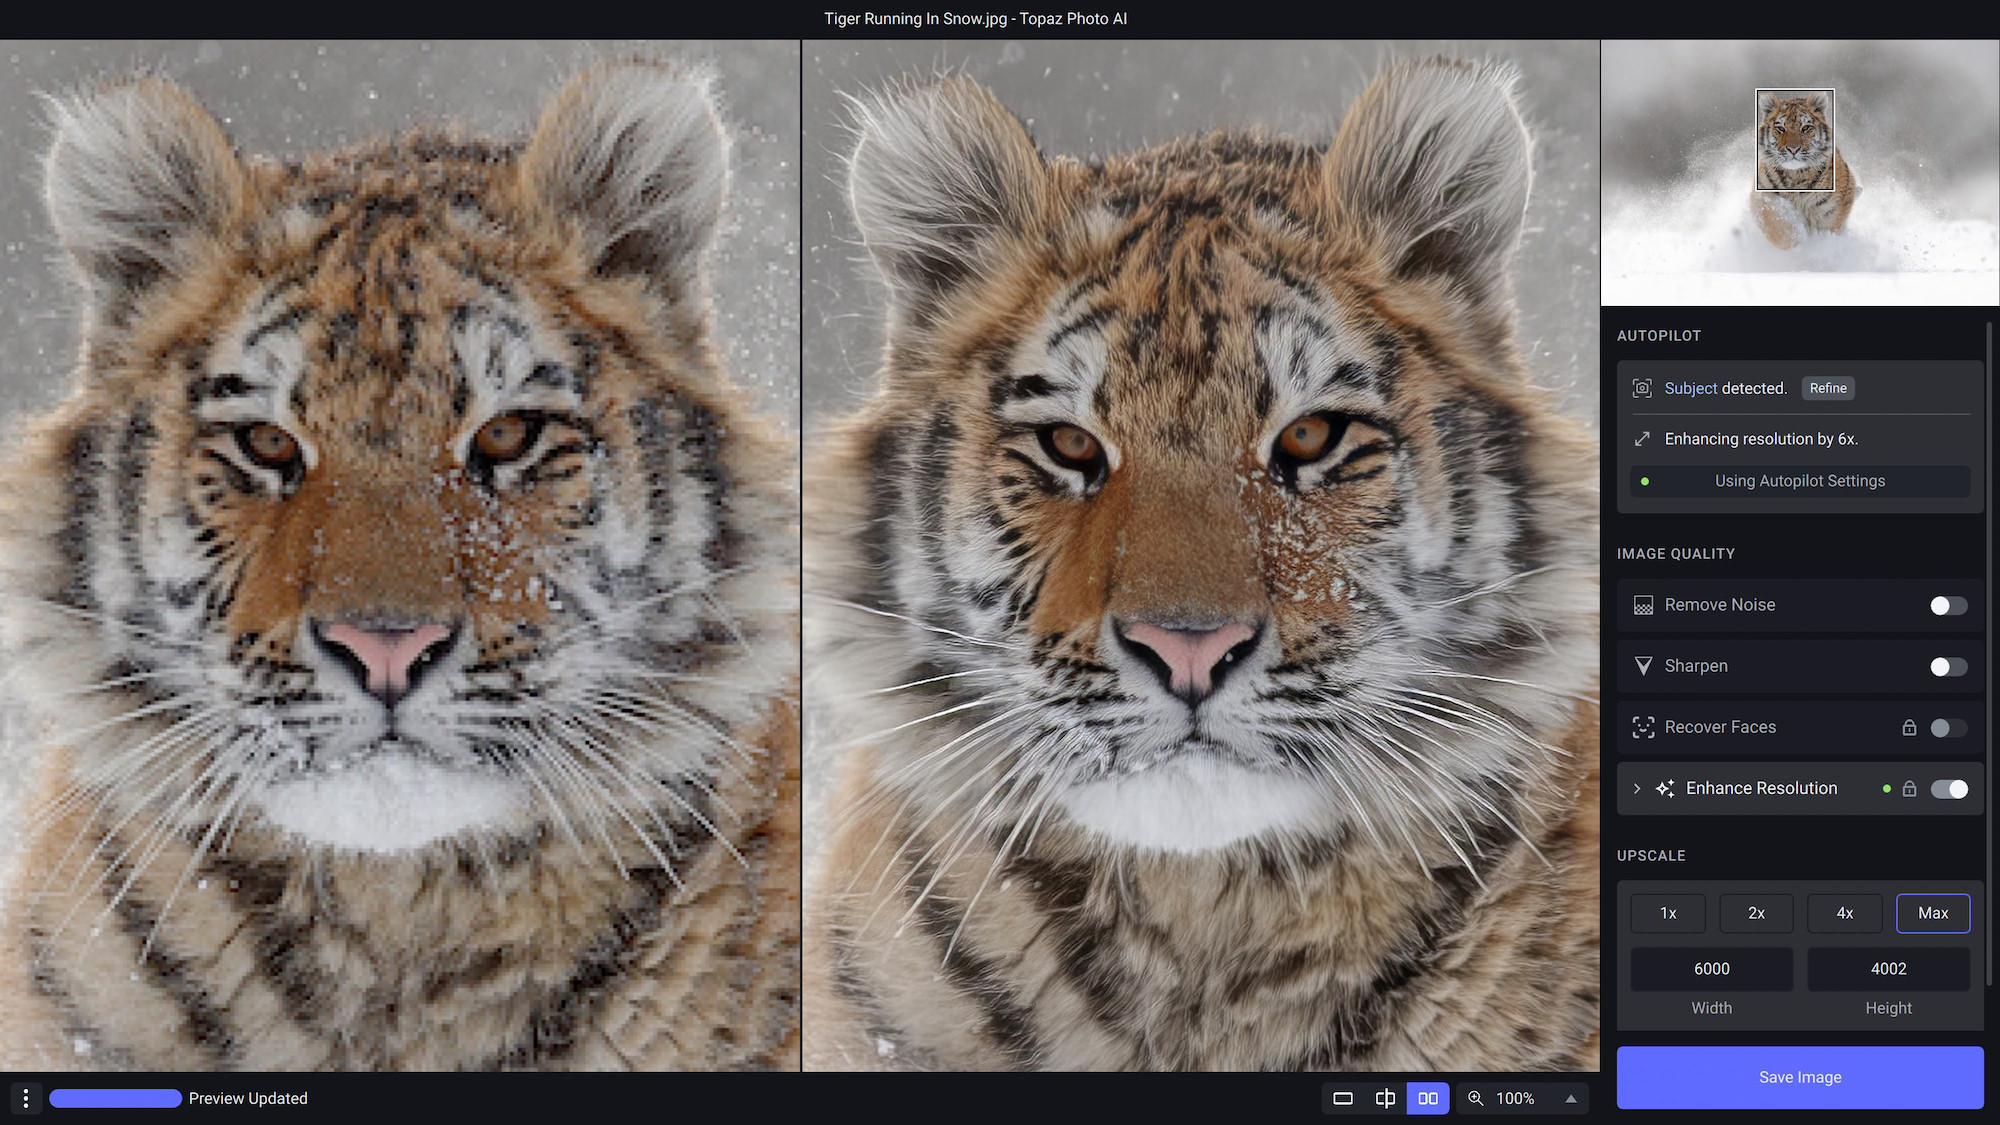 Tiger Running In Snow.jpg - Topaz Photo AI
AUTOPILOT
Subject detected. Refine
Enhancing resolution by 6x.
Using Autopilot Settings
IMAGE QUALITY
Remove Noise
Sharpen
Recover Faces
Enhance Resolution
UPSCALE
1x 2x 4x Max
6000 4002
Width Height
Save Image
Preview Updated
100%